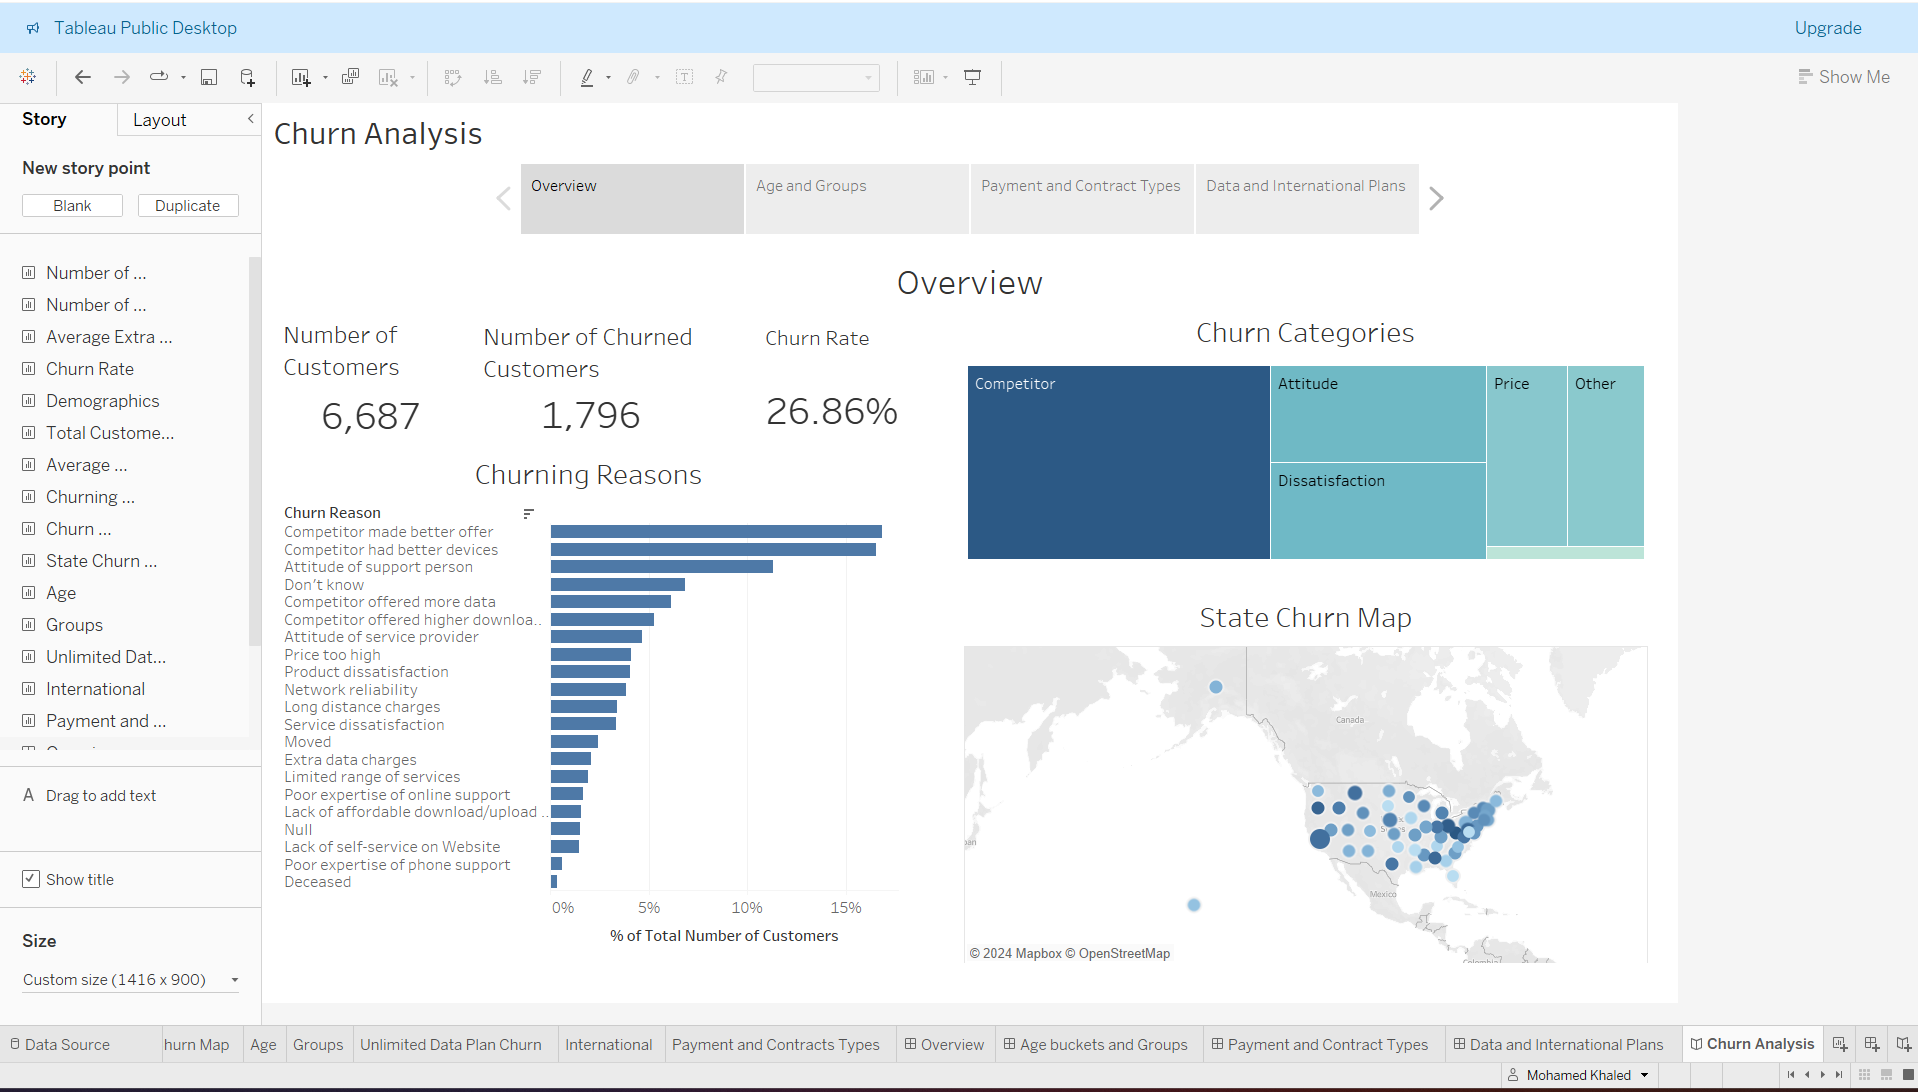 Tableau Public Desktop
Upgrade
Show Me
Story
Layout
New story point
Blank
Duplicate
Number of ...
Number of ...
Average Extra ...
Churn Rate
Demographics
Total Custome...
Average ...
Churning ...
Churn ...
State Churn ...
Age
Groups
Unlimited Dat...
International
Payment and ...
A Drag to add text
Show title
Size
Custom size (1416 x 900)
Churn Analysis
Overview
Age and Groups
Payment and Contract Types
Data and International Plans
Overview
Number of
Customers
6,687
Number of Churned
Customers
1,796
Churn Rate
26.86%
Churning Reasons
Churn Reason
Competitor made better offer
Competitor had better devices
Attitude of support person
Don't know
Competitor offered more data
Competitor offered higher downloa..
Attitude of service provider
Price too high
Product dissatisfaction
Network reliability
Long distance charges
Service dissatisfaction
Moved
Extra data charges
Limited range of services
Poor expertise of online support
Lack of affordable download/upload ..
Null
Lack of self-service on Website
Poor expertise of phone support
Deceased
0%
5%
10%
15%
% of Total Number of Customers
Churn Categories
Competitor
Attitude
Dissatisfaction
Price
Other
State Churn Map
Canada
Mexico
© 2024 Mapbox © OpenStreetMap
Data Source
hurn Map
Age
Groups
Unlimited Data Plan Churn
International
Payment and Contracts Types
Overview
Age buckets and Groups
Payment and Contract Types
Data and International Plans
Churn Analysis
Mohamed Khaled